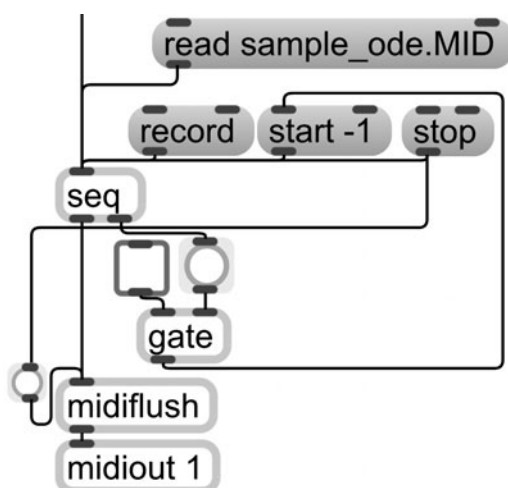 read sample_ode.MID
record start -1 stop
seq
gate
midiflush
midiout 1